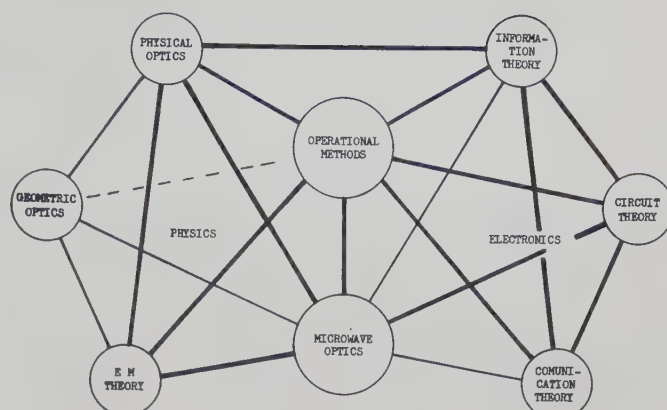 PHYSICAL
OPTICS
INFORMA-
TION
THEORY
OPERATIONAL
METHODS
GEOMETRIC
OPTICS
CIRCUIT
THEORY
PHYSICS
ELECTRONICS
MICROWAVE
OPTICS
E M
THEORY
COMUNI-
CATION
THEORY